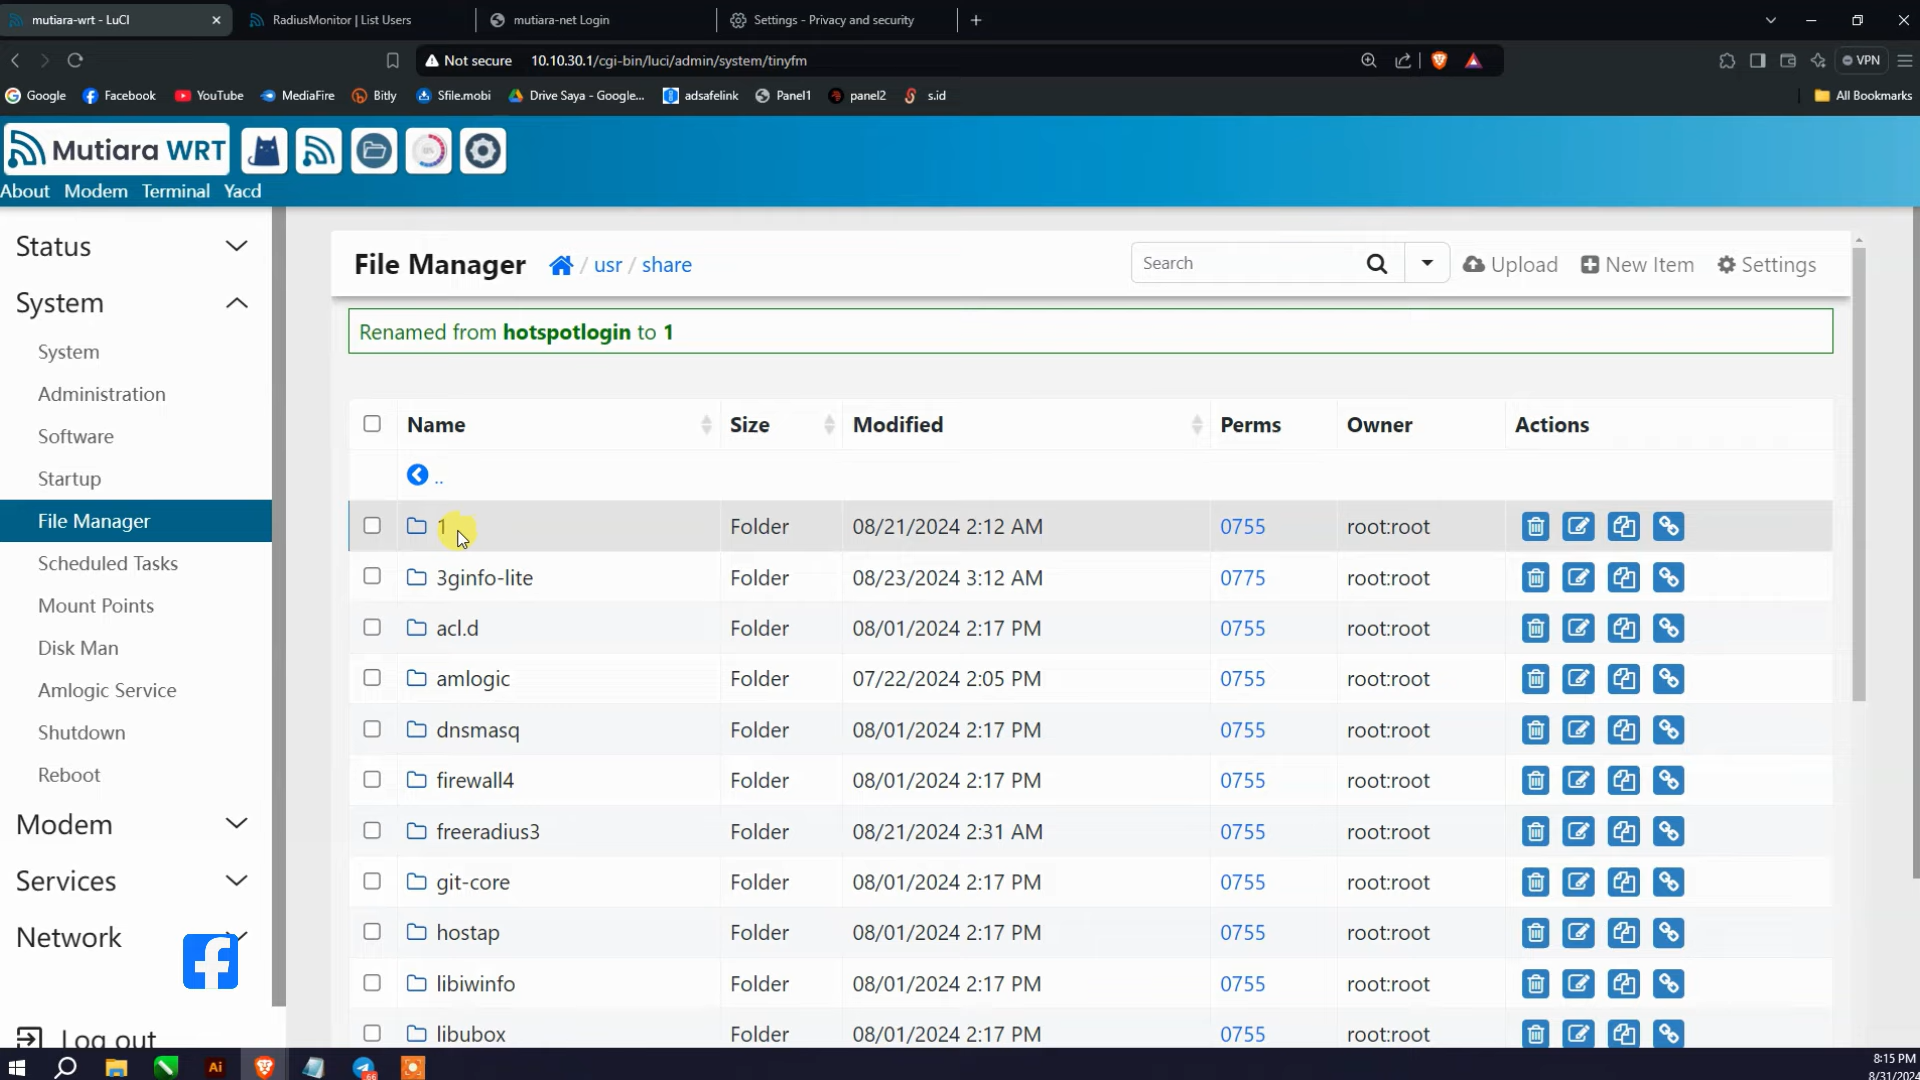 mutiara-wrt - LuCI
RadiusMonitor | List Users
mutiara-net Login
Settings - Privacy and security
Not secure 10.10.30.1/cgi-bin/luci/admin/system/tinyfm
VPN
Google Facebook YouTube MediaFire Bitly Sfile.mobi Drive Saya - Google... adsafelink Panel1 panel2 s.id All Bookmarks
Mutiara WRT
About Modem Terminal Yacd
Status
System
System
Administration
Software
Startup
File Manager
Scheduled Tasks
Mount Points
Disk Man
Amlogic Service
Shutdown
Reboot
Modem
Services
Network
Log out
File Manager / usr / share
Search
Upload New Item Settings
Renamed from hotspotlogin to 1
Name Size Modified Perms Owner Actions
..
1 Folder 08/21/2024 2:12 AM 0755 root:root
3ginfo-lite Folder 08/23/2024 3:12 AM 0775 root:root
acl.d Folder 08/01/2024 2:17 PM 0755 root:root
amlogic Folder 07/22/2024 2:05 PM 0755 root:root
dnsmasq Folder 08/01/2024 2:17 PM 0755 root:root
firewall4 Folder 08/01/2024 2:17 PM 0755 root:root
freeradius3 Folder 08/21/2024 2:31 AM 0755 root:root
git-core Folder 08/01/2024 2:17 PM 0755 root:root
hostap Folder 08/01/2024 2:17 PM 0755 root:root
libiwinfo Folder 08/01/2024 2:17 PM 0755 root:root
libubox Folder 08/01/2024 2:17 PM 0755 root:root
Ai
66
8:15 PM
8/31/2024